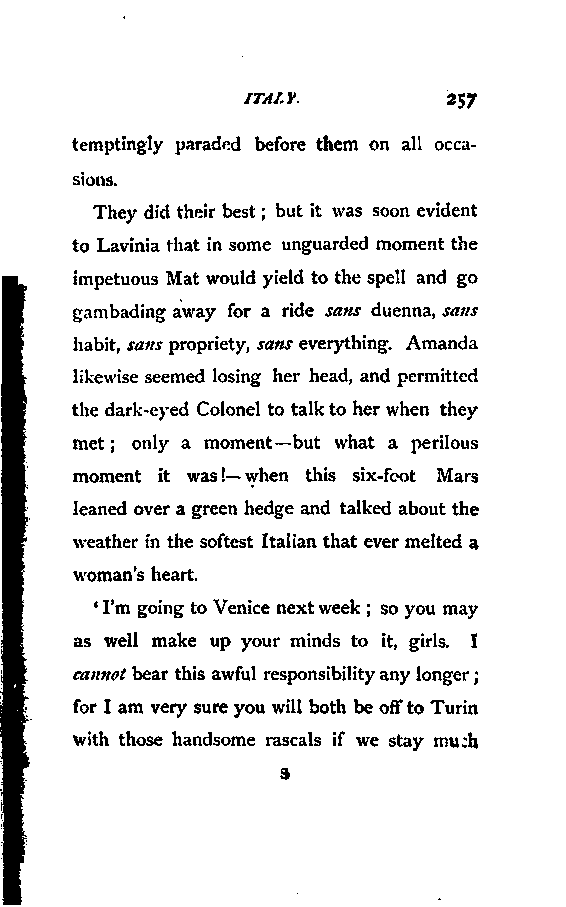 ITALY. 257
temptingly paraded before them on all occa-
sions.
They did their best ; but it was soon evident
to Lavinia that in some unguarded moment the
impetuous Mat would yield to the spell and go
gambading away for a ride sans duenna, sans
habit, sans propriety, sans everything. Amanda
likewise seemed losing her head, and permitted
the dark-eyed Colonel to talk to her when they
met ; only a moment—but what a perilous
moment it was!—when this six-foot Mars
leaned over a green hedge and talked about the
weather in the softest Italian that ever melted a
woman's heart.
‘I'm going to Venice next week ; so you may
as well make up your minds to it, girls. I
cannot bear this awful responsibility any longer ;
for I am very sure you will both be off to Turin
with those handsome rascals if we stay much
S